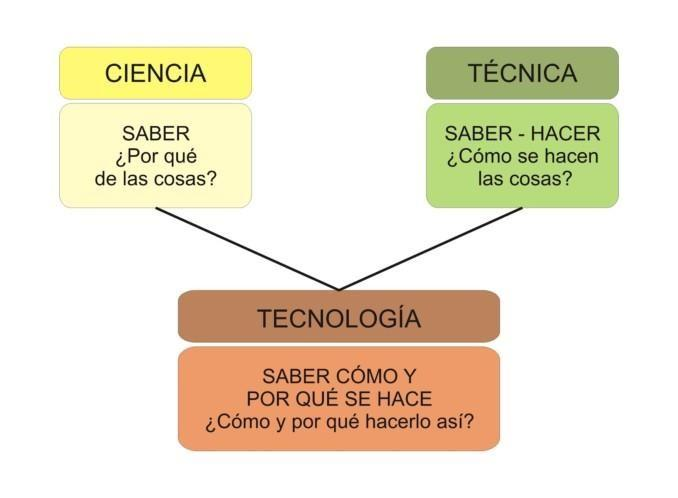 CIENCIA
SABER
¿Por qué
de las cosas?
TÉCNICA
SABER - HACER
¿Cómo se hacen
las cosas?
TECNOLOGÍA
SABER CÓMO Y
POR QUÉ SE HACE
¿Cómo y por qué hacerlo así?